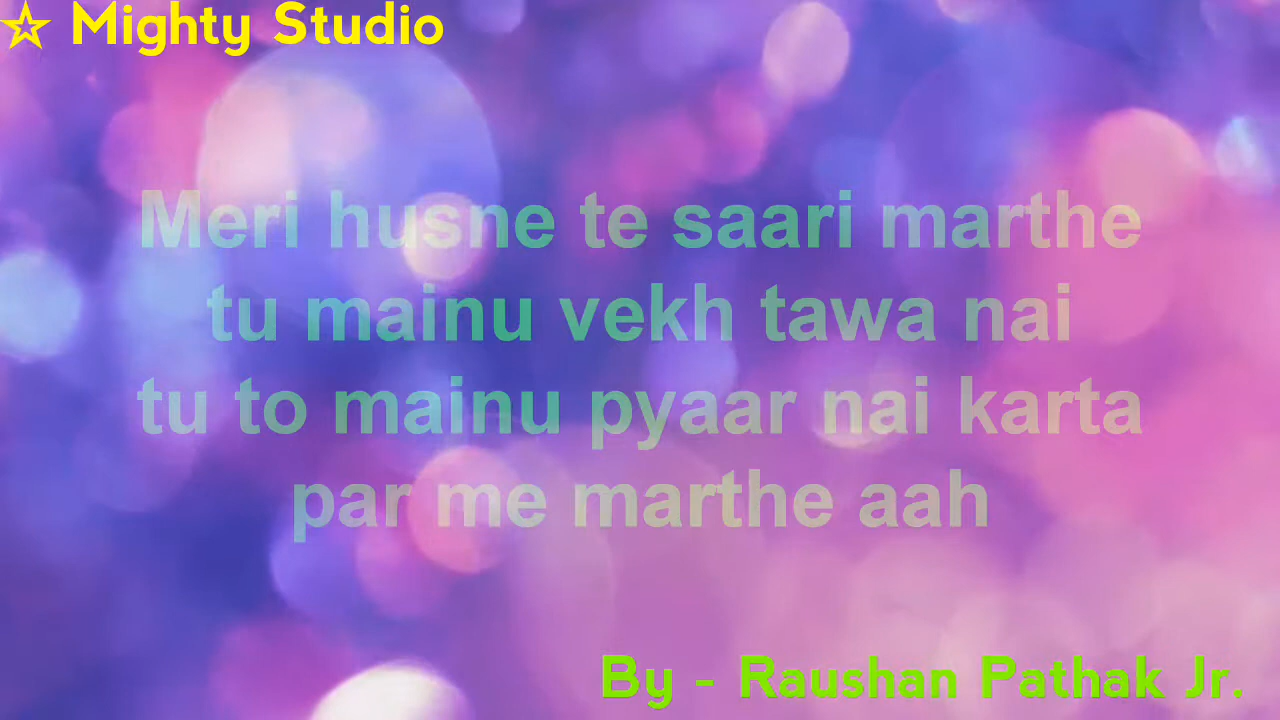 ☆ Mighty Studio
Meri husne te saari marthe
tu mainu vekh tawa nai
tu to mainu pyaar nai karta
par me marthe aah
By - Raushan Pathak Jr.